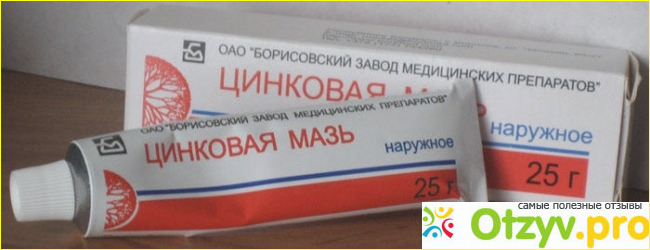 ОАО "БОРИСОВСКИЙ ЗАВОД МЕДИЦИНСКИХ ПРЕПАРАТОВ"
ЦИНКОВАЯ
наружное
25 г
ОАО "БОРИСОВСКИЙ ЗАВОД МЕДИЦИНСКИХ ПРЕПАРАТОВ"
ЦИНКОВАЯ МАЗЬ
наружное
25 г
самые полезные отзывы
Otzyv.pro